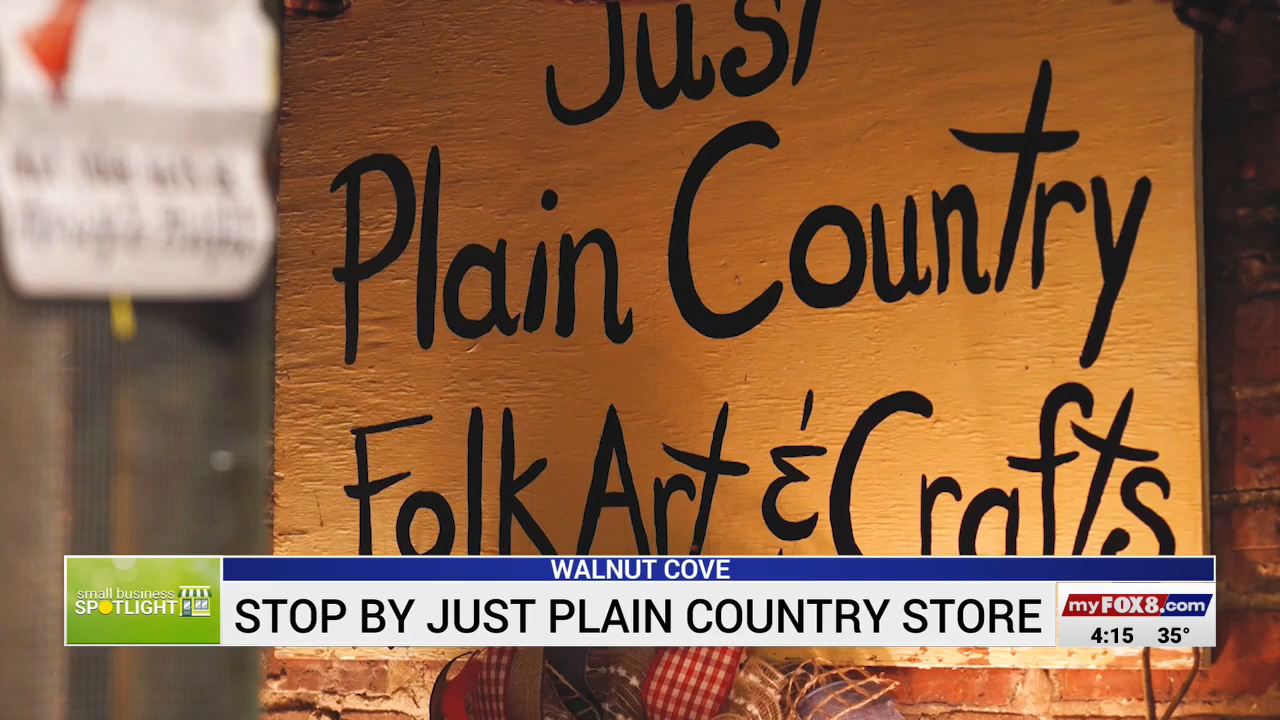 Just
Plain Country
Folk Art & Crafts
WALNUT COVE
small business
SPOTLIGHT
STOP BY JUST PLAIN COUNTRY STORE
myFOX8.com
4:15 35°